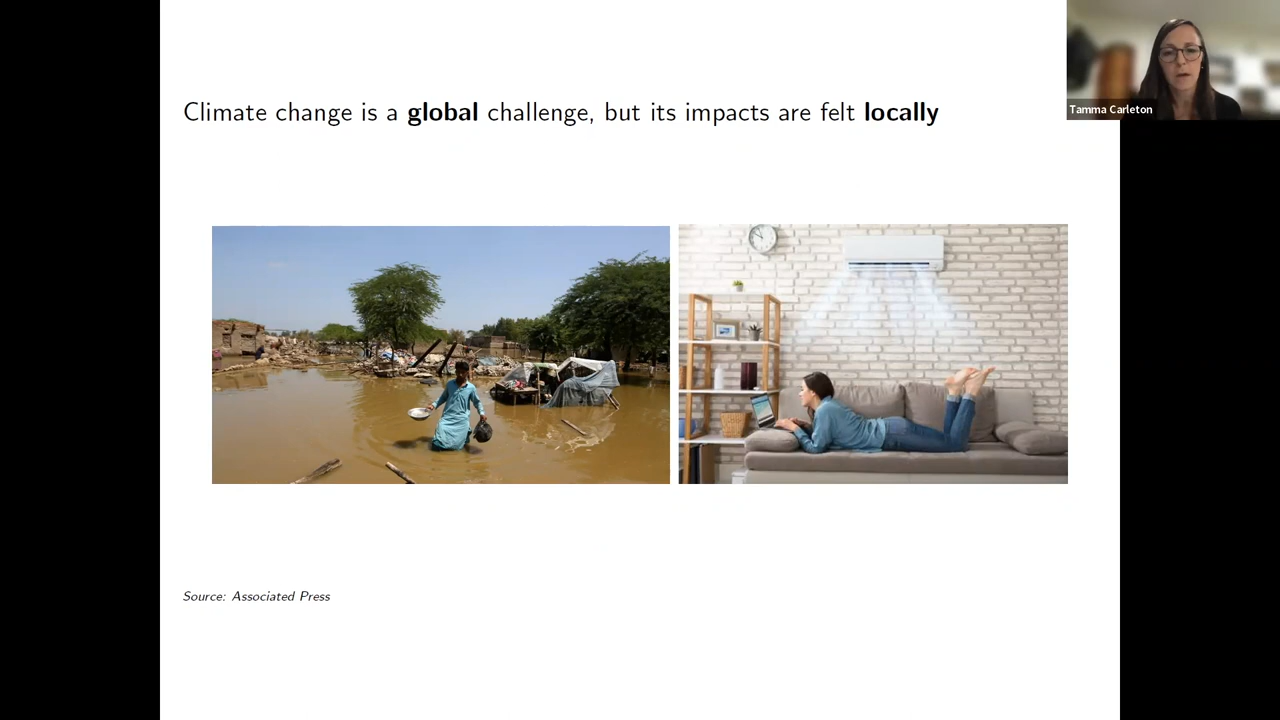 Climate change is a global challenge, but its impacts are felt locally
Tamma Carleton
Source: Associated Press